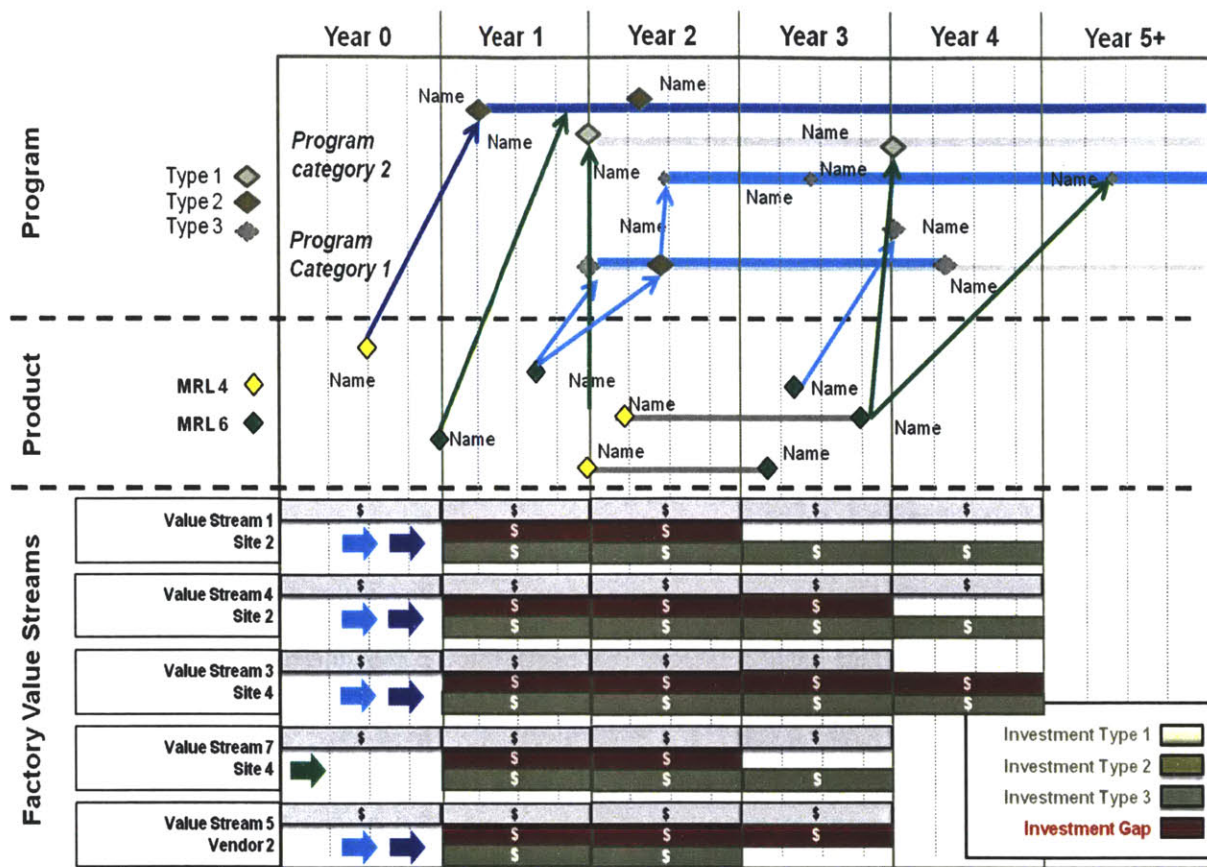 Year 0 Year 1 Year 2 Year 3 Year 4 Year 5+
Program
Name Name
Name
Program category 2
Name
Name
Name
Type 1
Type 2
Type 3
Name
Name
Name
Name
Name
Program Category 1
Name
Product
Name
Name
Name
MRL 4
MRL 6
Name
Name
Name
Name
Name
Factory Value Streams
Value Stream 1
Site 2
$ $ $ $ $
$ $
$ $ $ $
Value Stream 4
Site 2
$ $ $ $ $
$ $ $
$ $ $ $
Value Stream 3
Site 4
$ $ $ $
$ $ $ $
$ $ $ $
Value Stream 7
Site 4
$ $ $ $
$ $
$ $ $
Value Stream 5
Vendor 2
$ $ $ $
$ $ $
$ $
Investment Type 1
Investment Type 2
Investment Type 3
Investment Gap